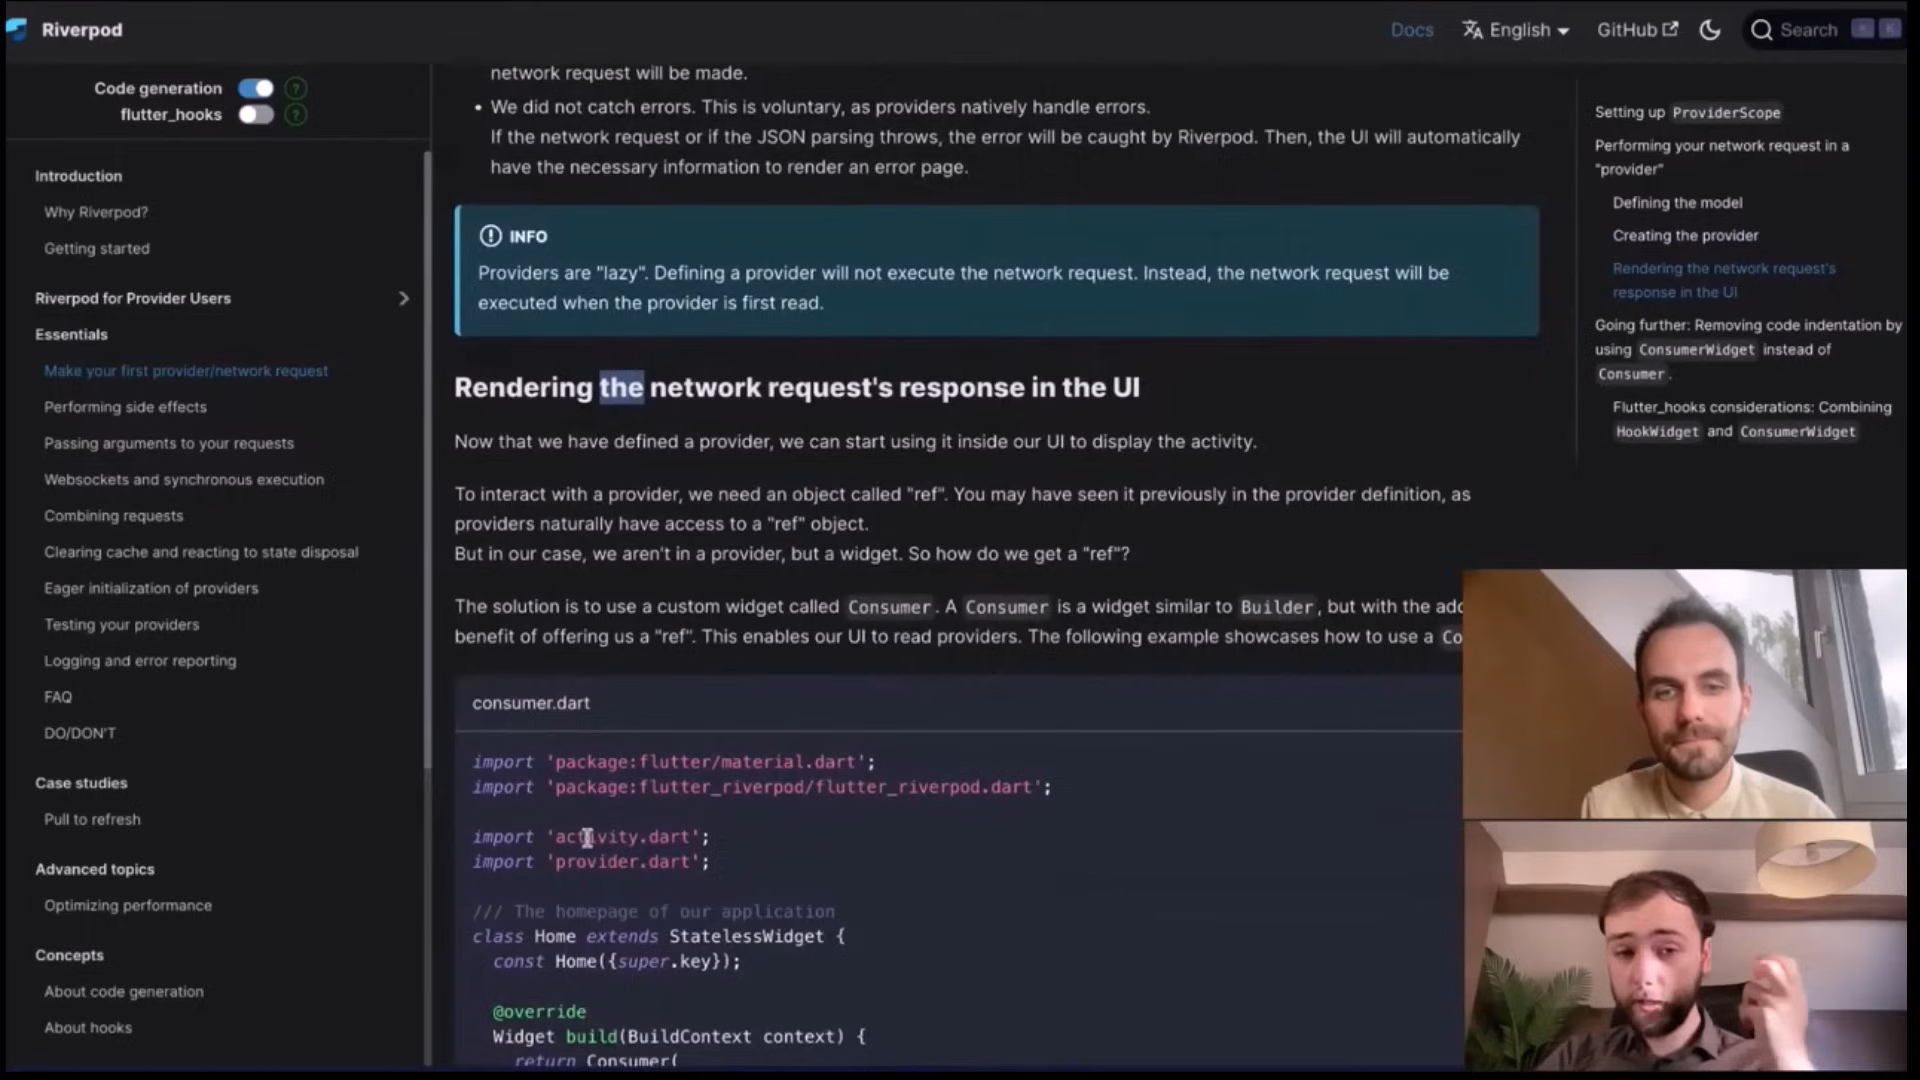 Riverpod
Docs
English
GitHub
Search
Code generation
?
flutter_hooks
?
Introduction
Why Riverpod?
Getting started
Riverpod for Provider Users
Essentials
Make your first provider/network request
Performing side effects
Passing arguments to your requests
Websockets and synchronous execution
Combining requests
Clearing cache and reacting to state disposal
Eager initialization of providers
Testing your providers
Logging and error reporting
FAQ
DO/DON'T
Case studies
Pull to refresh
Advanced topics
Optimizing performance
Concepts
About code generation
About hooks
network request will be made.
• We did not catch errors. This is voluntary, as providers natively handle errors.
If the network request or if the JSON parsing throws, the error will be caught by Riverpod. Then, the UI will automatically
have the necessary information to render an error page.
INFO
Providers are "lazy". Defining a provider will not execute the network request. Instead, the network request will be
executed when the provider is first read.
Rendering the network request's response in the UI
Now that we have defined a provider, we can start using it inside our UI to display the activity.
To interact with a provider, we need an object called "ref". You may have seen it previously in the provider definition, as
providers naturally have access to a "ref" object.
But in our case, we aren't in a provider, but a widget. So how do we get a "ref"?
The solution is to use a custom widget called Consumer. A Consumer is a widget similar to Builder, but with the
benefit of offering us a "ref". This enables our UI to read providers. The following example showcases how to use a
consumer.dart
import 'package:flutter/material.dart';
import 'package:flutter_riverpod/flutter_riverpod.dart';
import 'activity.dart';
import 'provider.dart';
/// The homepage of our application
class Home extends StatelessWidget {
const Home({super.key});
@override
Widget build(BuildContext context) {
return Consumer(
Setting up ProviderScope
Performing your network request in a
"provider"
Defining the model
Creating the provider
Rendering the network request's
response in the UI
Going further: Removing code indentation by
using ConsumerWidget instead of
Consumer.
Flutter_hooks considerations: Combining
HookWidget and ConsumerWidget